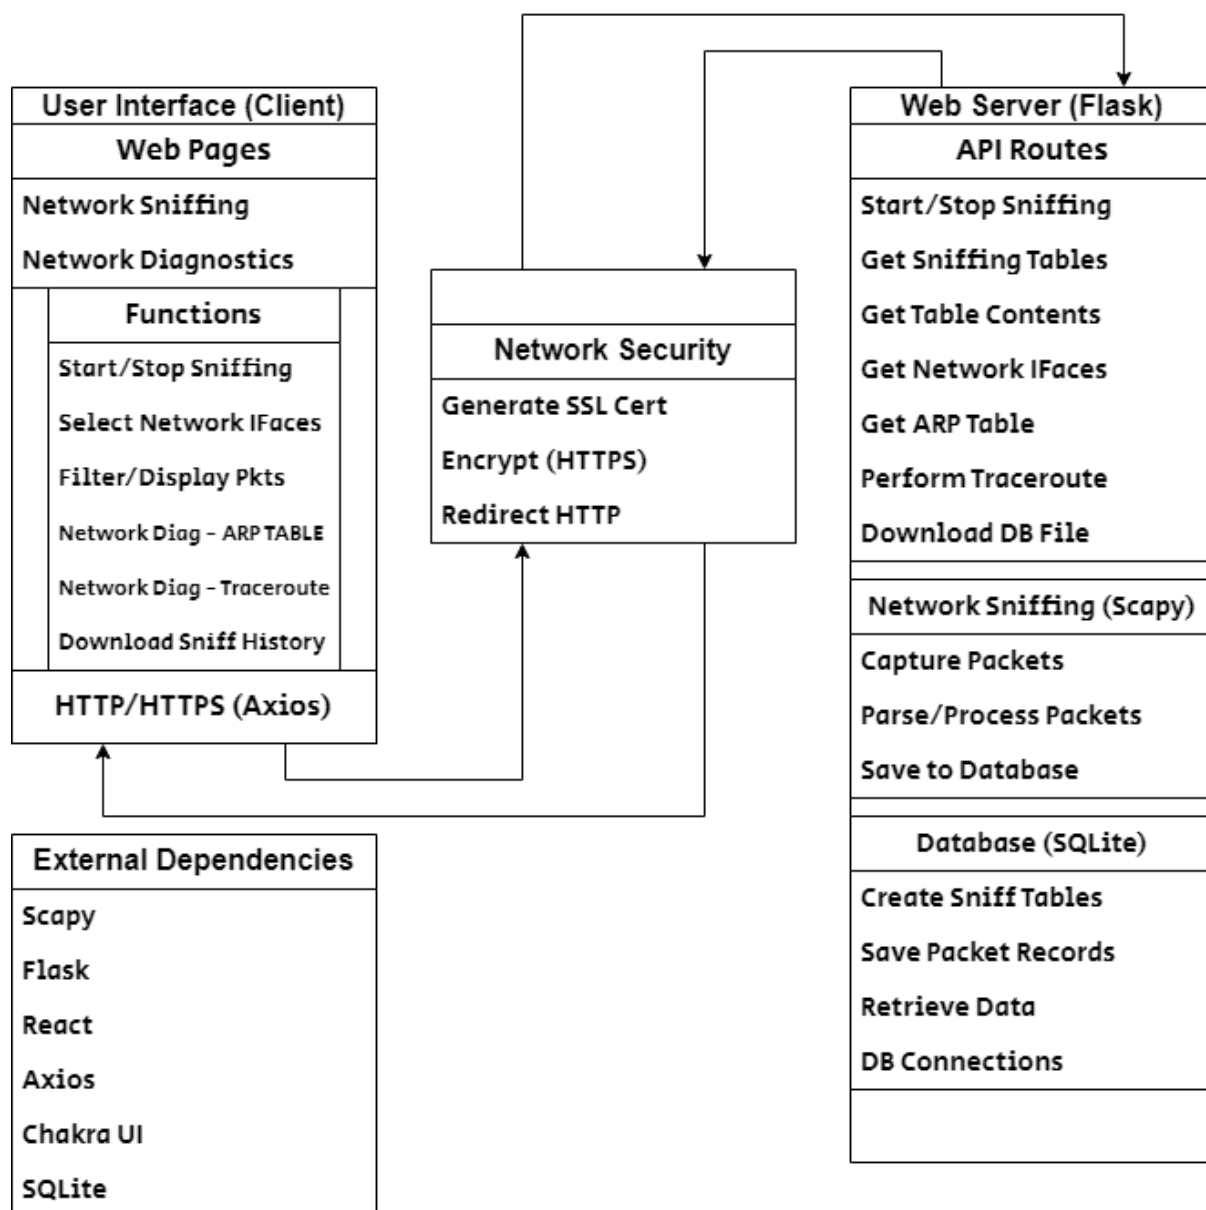 User Interface (Client)
Web Pages
Network Sniffing
Network Diagnostics
Functions
Start/Stop Sniffing
Select Network IFaces
Filter/Display Pkts
Network Diag - ARP TABLE
Network Diag - Traceroute
Download Sniff History
HTTP/HTTPS (Axios)
External Dependencies
Scapy
Flask
React
Axios
Chakra UI
SQLite
Network Security
Generate SSL Cert
Encrypt (HTTPS)
Redirect HTTP
Web Server (Flask)
API Routes
Start/Stop Sniffing
Get Sniffing Tables
Get Table Contents
Get Network IFaces
Get ARP Table
Perform Traceroute
Download DB File
Network Sniffing (Scapy)
Capture Packets
Parse/Process Packets
Save to Database
Database (SQLite)
Create Sniff Tables
Save Packet Records
Retrieve Data
DB Connections